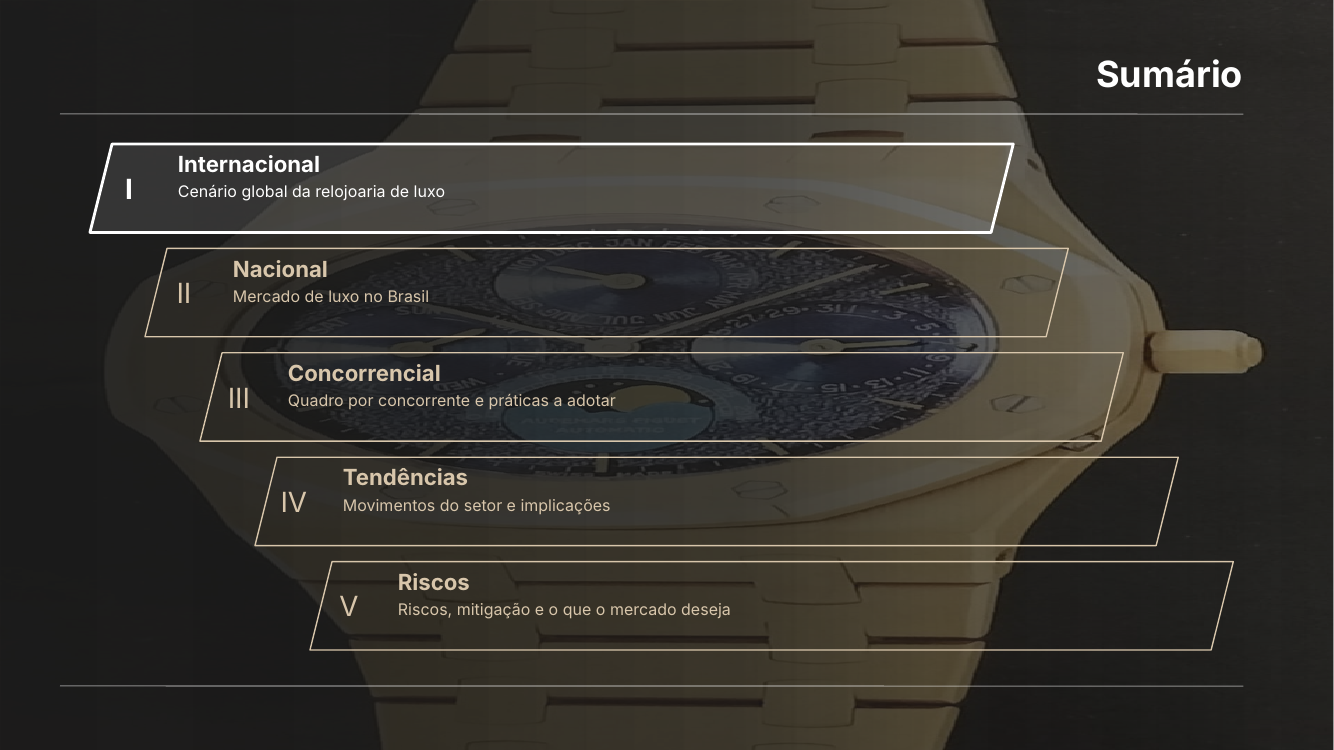 Sumário
I
Internacional
Cenário global da relojoaria de luxo
II
Nacional
Mercado de luxo no Brasil
III
Concorrencial
Quadro por concorrente e práticas a adotar
IV
Tendências
Movimentos do setor e implicações
V
Riscos
Riscos, mitigação e o que o mercado deseja